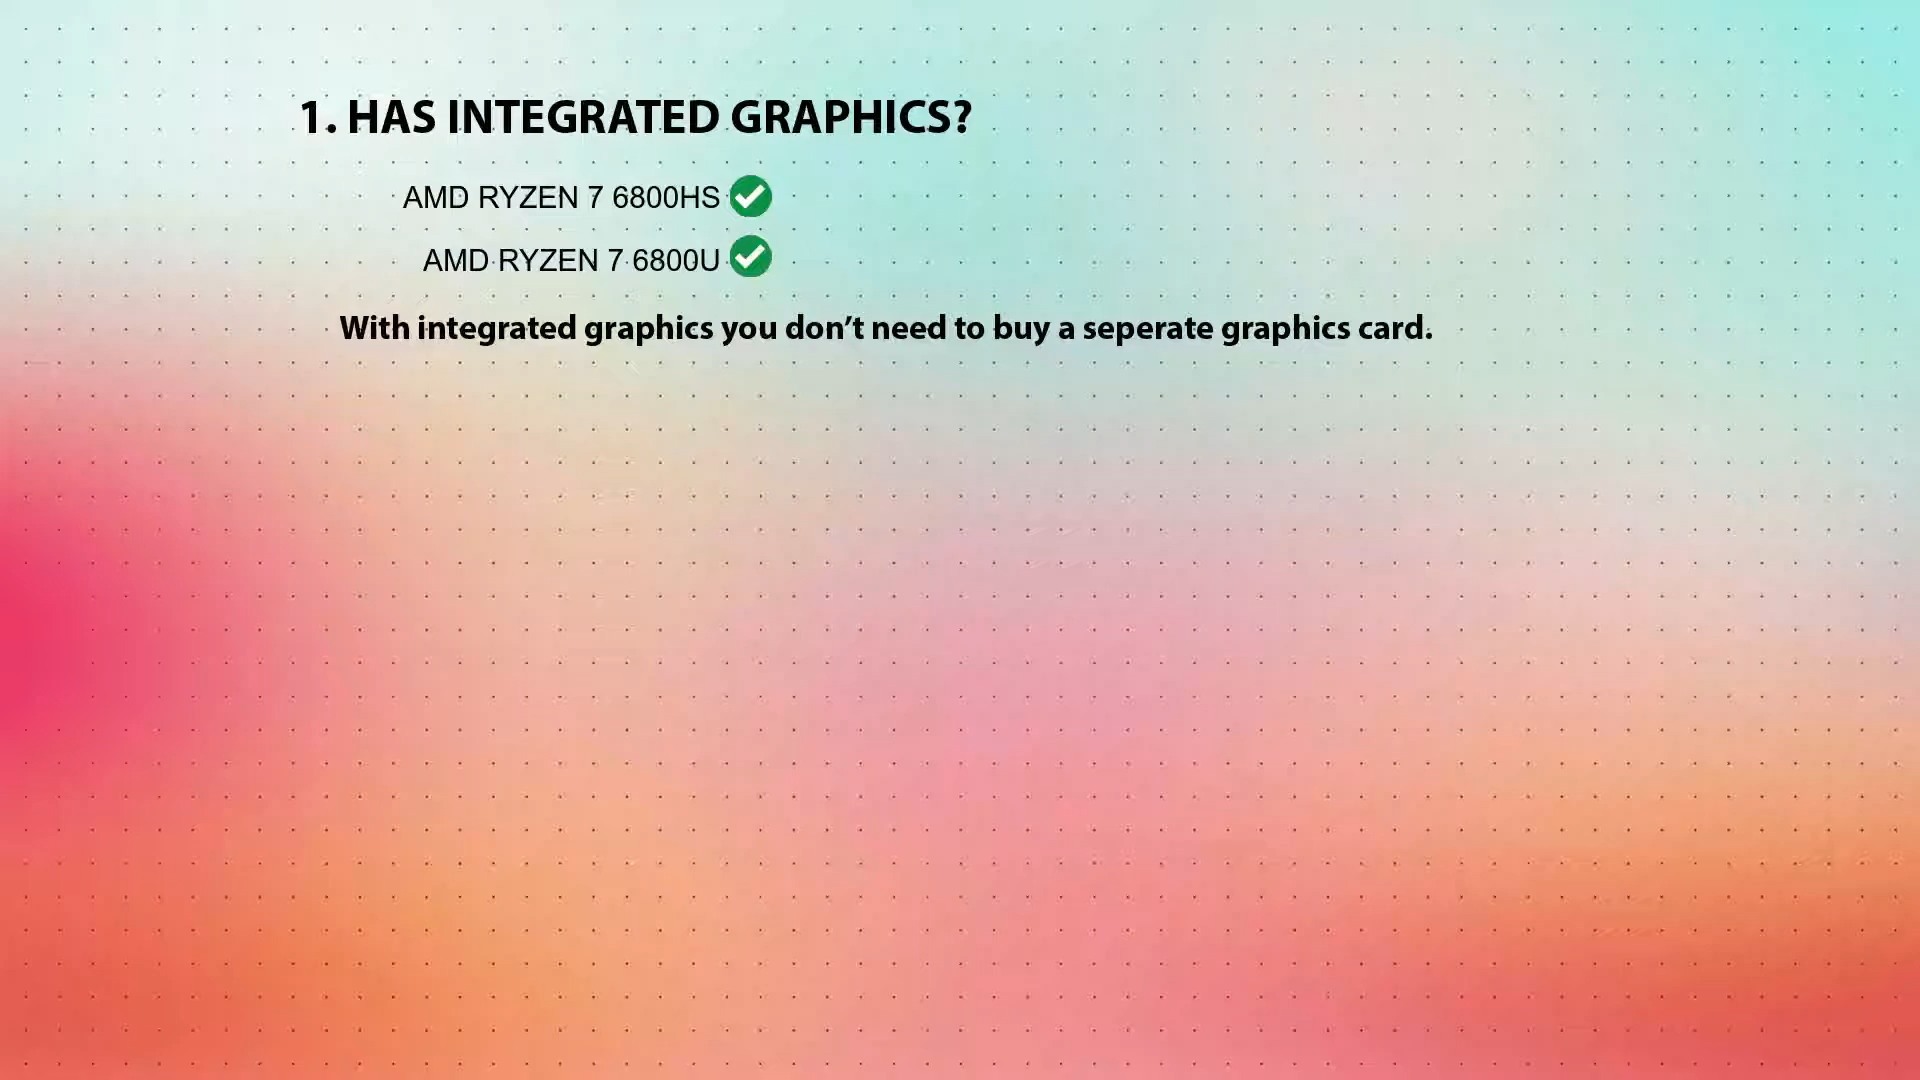 1. HAS INTEGRATED GRAPHICS?
AMD RYZEN 7 6800HS
AMD RYZEN 7 6800U
With integrated graphics you don’t need to buy a seperate graphics card.